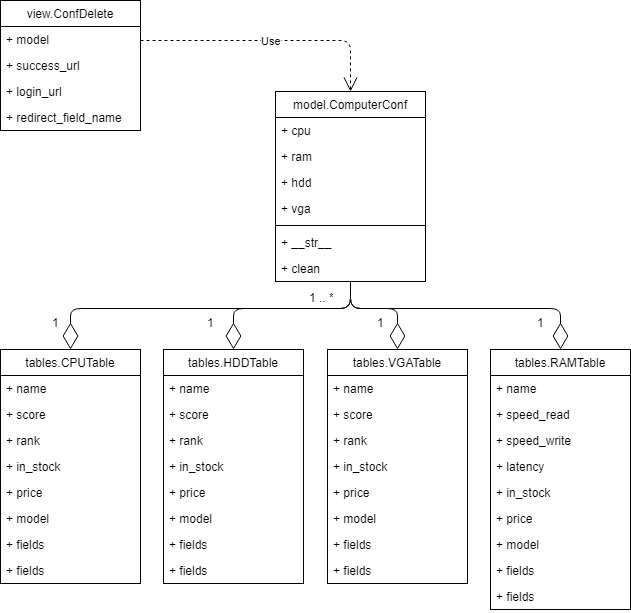 view.ConfDelete
+ model
+ success_url
+ login_url
+ redirect_field_name
Use
model.ComputerConf
+ cpu
+ ram
+ hdd
+ vga
+ __str__
+ clean
1 .. *
1
1
1
1
tables.CPUTable
+ name
+ score
+ rank
+ in_stock
+ price
+ model
+ fields
+ fields
tables.HDDTable
+ name
+ score
+ rank
+ in_stock
+ price
+ model
+ fields
+ fields
tables.VGATable
+ name
+ score
+ rank
+ in_stock
+ price
+ model
+ fields
+ fields
tables.RAMTable
+ name
+ speed_read
+ speed_write
+ latency
+ in_stock
+ price
+ model
+ fields
+ fields